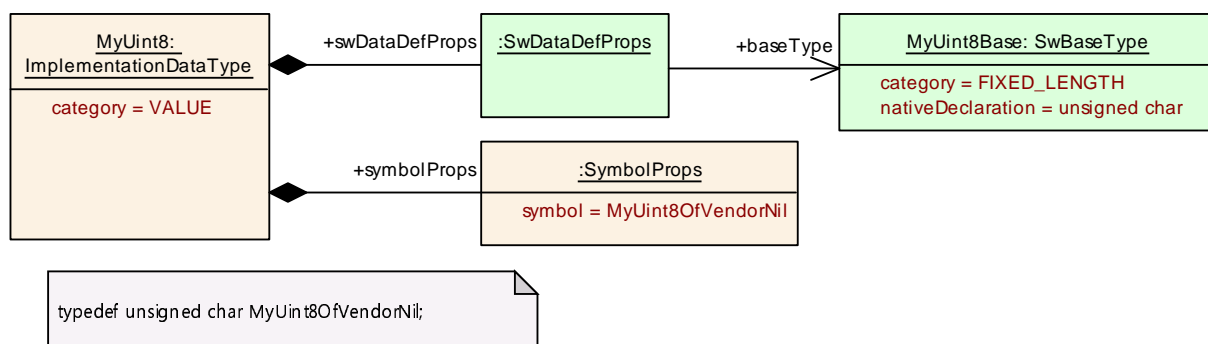 MyUint8:
ImplementationDataType
category = VALUE
+swDataDefProps
:SwDataDefProps
+baseType
MyUint8Base: SwBaseType
category = FIXED_LENGTH
nativeDeclaration = unsigned char
+symbolProps
:SymbolProps
symbol = MyUint8OfVendorNil
typedef unsigned char MyUint8OfVendorNil;